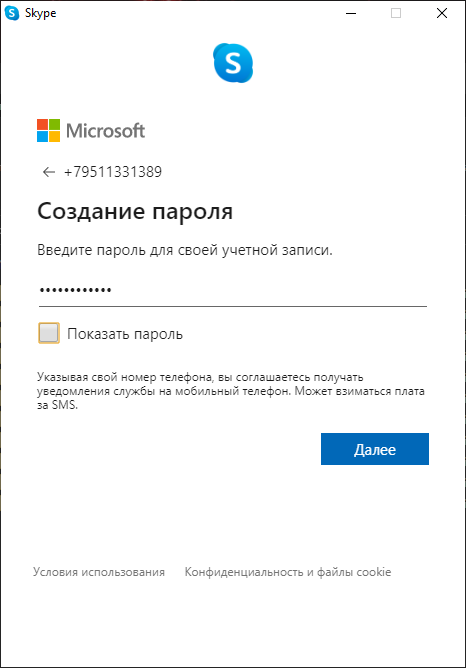 Skype
S
Microsoft
← +79511331389
Создание пароля
Введите пароль для своей учетной записи.
••••••••••••
Показать пароль
Указывая свой номер телефона, вы соглашаетесь получать
уведомления службы на мобильный телефон. Может взиматься плата
за SMS.
Далее
Условия использования Конфиденциальность и файлы cookie